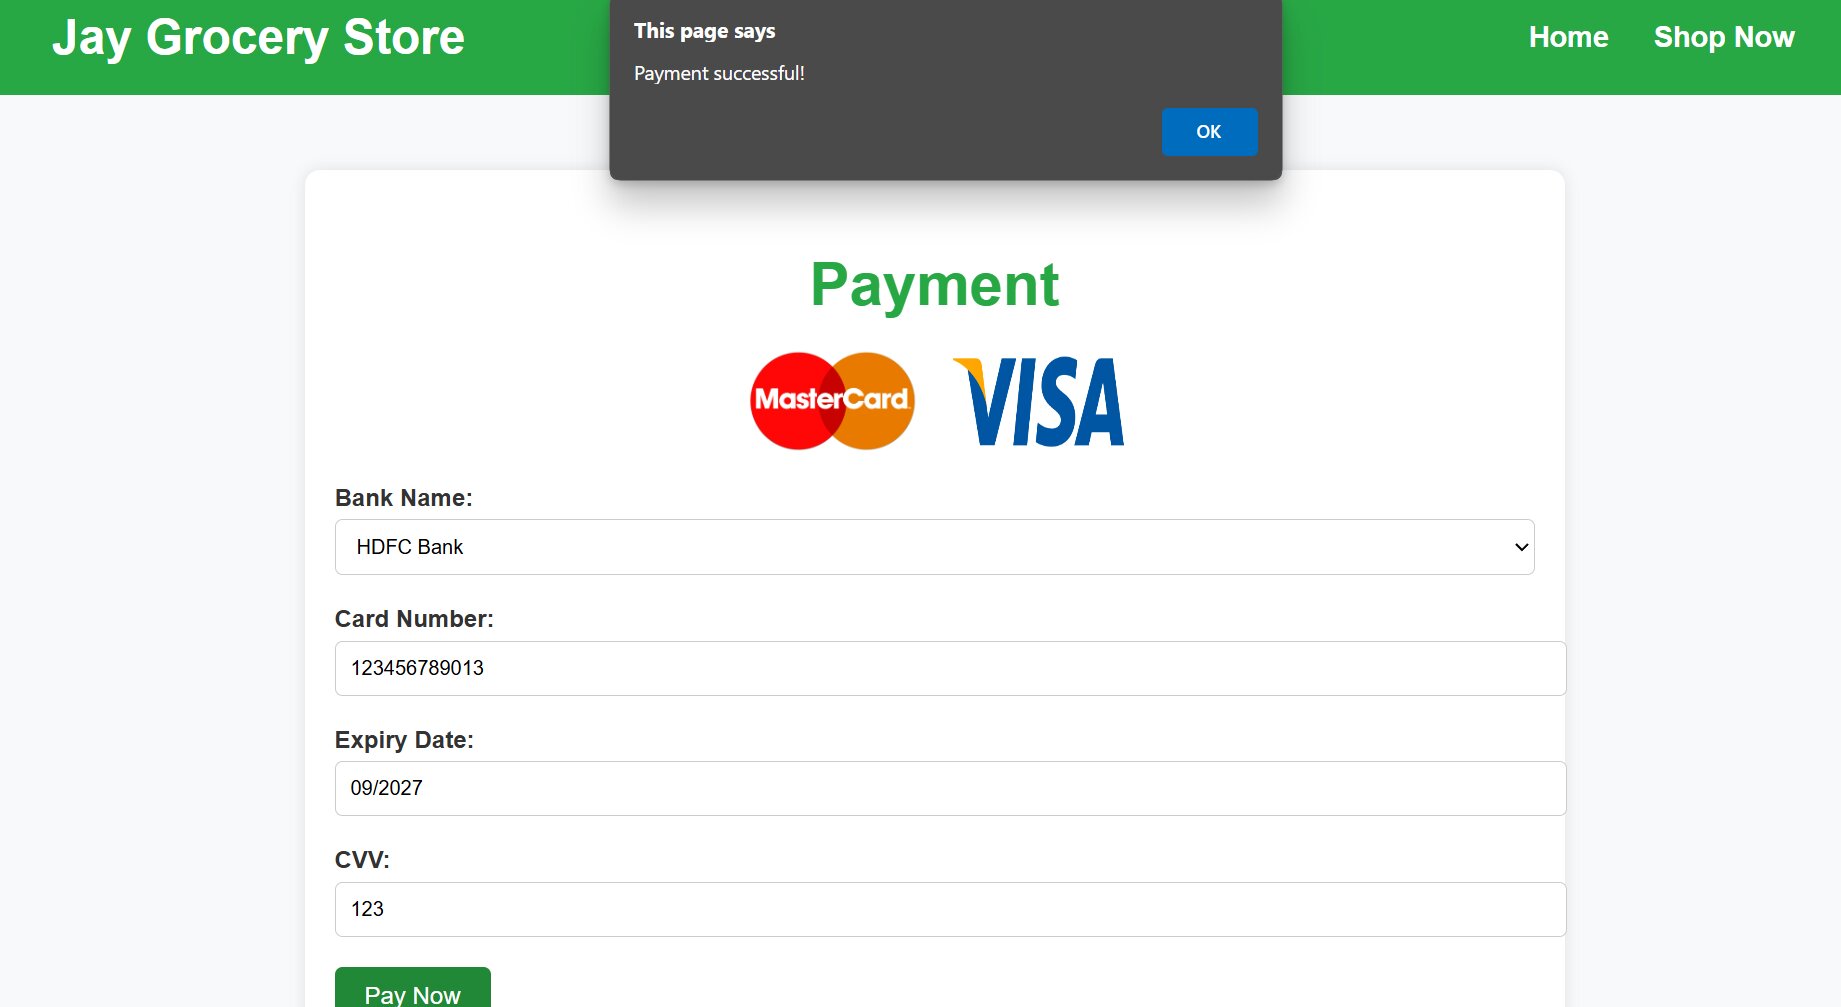 Jay Grocery Store
Home
Shop Now
This page says
Payment successful!
OK
Payment
MasterCard
VISA
Bank Name:
HDFC Bank
Card Number:
123456789013
Expiry Date:
09/2027
CVV:
123
Pay Now